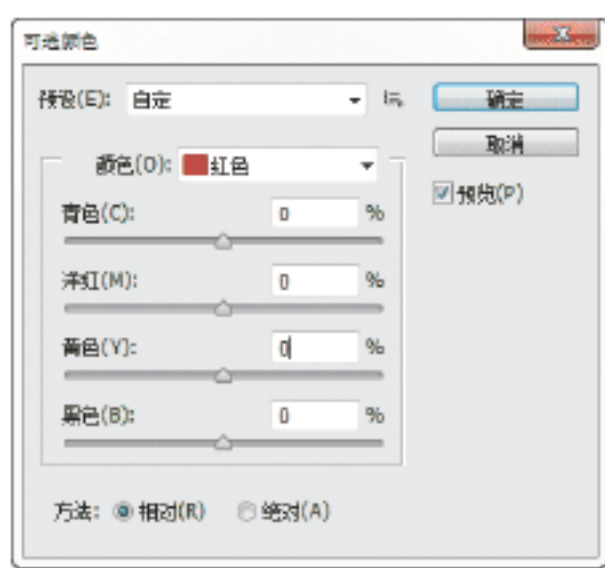 可选颜色
预设(E): 自定
确定
取消
颜色(O): 红色
预览(P)
青色(C): 0 %
洋红(M): 0 %
黄色(Y): 0 %
黑色(B): 0 %
方法: 相对(R) 绝对(A)